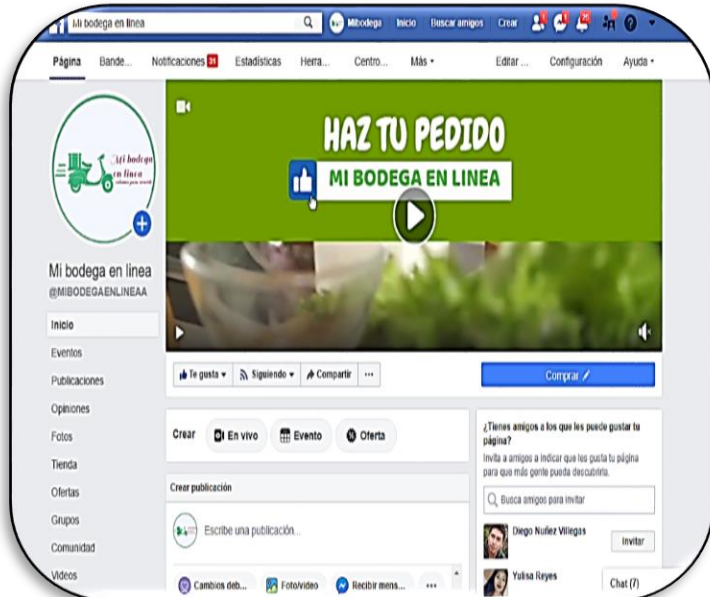 Mi bodega en linea
Mibodega Inicio Buscar amigos Crear
Página Bande... Notificaciones 31 Estadísticas Herra... Centro... Más Editar ... Configuración Ayuda
HAZ TU PEDIDO
MI BODEGA EN LINEA
Mi bodega
en linea
Mi bodega en linea
@MIBODEGAENLINEAA
Inicio
Eventos
Publicaciones
Opiniones
Fotos
Tienda
Ofertas
Grupos
Comunidad
Videos
Te gusta Siguiendo Compartir ...
Comprar
Crear En vivo Evento Oferta
Crear publicación
Escribe una publicación...
Cambios deb... Foto/video Recibir mens... ...
¿Tienes amigos a los que les puede gustar tu
página?
Invita a amigos a indicar que les gusta tu página
para que más gente pueda descubrirla.
Busca amigos para invitar
Diego Nuñez Villegas
Invitar
Yulisa Reyes
Chat (7)